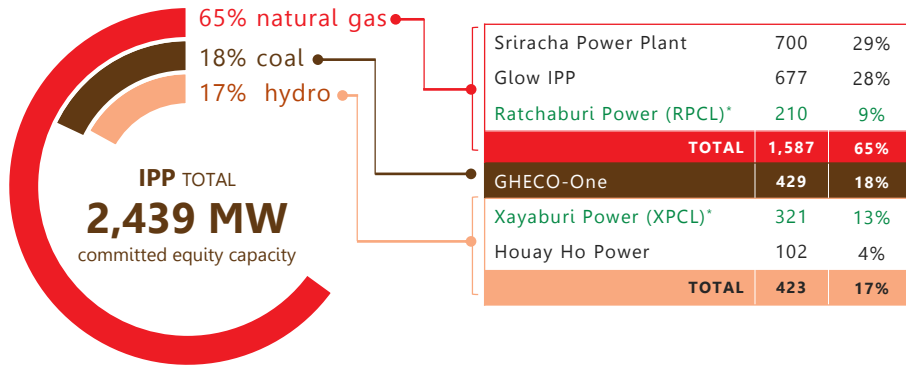 65% natural gas
18% coal
17% hydro
IPP TOTAL
2,439 MW
committed equity capacity
Sriracha Power Plant 700 29%
Glow IPP 677 28%
Ratchaburi Power (RPCL)* 210 9%
TOTAL 1,587 65%
GHECO-One 429 18%
Xayaburi Power (XPCL)* 321 13%
Houay Ho Power 102 4%
TOTAL 423 17%